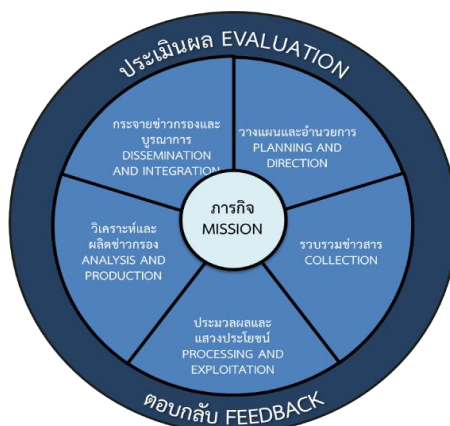 ประเมินผล EVALUATION
กระจายข่าวกรองและ
บูรณาการ
DISSEMINATION
AND INTEGRATION
วางแผนและอำนวยการ
PLANNING AND
DIRECTION
ภารกิจ
MISSION
วิเคราะห์และ
ผลิตข่าวกรอง
ANALYSIS AND
PRODUCTION
รวบรวมข่าวสาร
COLLECTION
ประมวลผลและ
แสวงประโยชน์
PROCESSING AND
EXPLOITATION
ตอบกลับ FEEDBACK